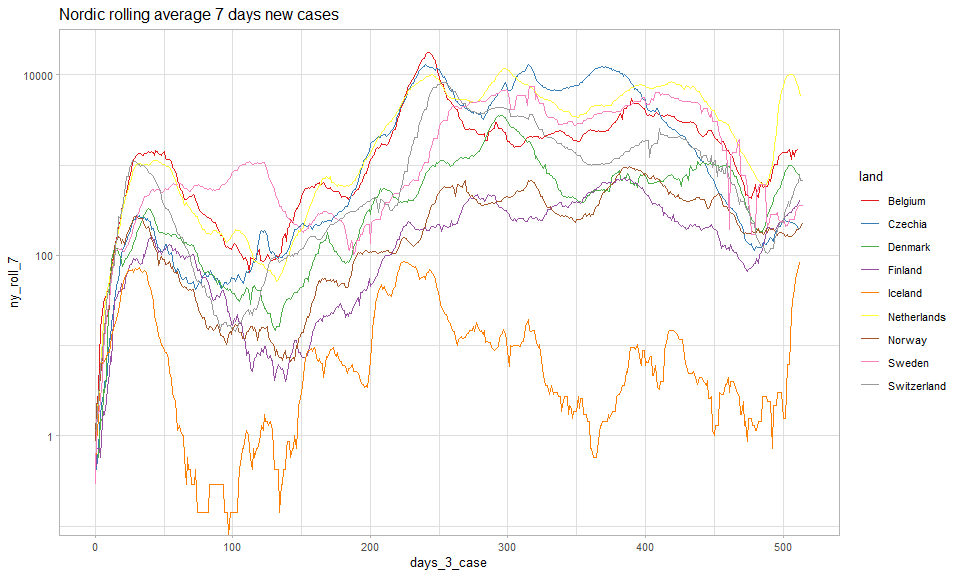 Nordic rolling average 7 days new cases
10000
100
1
ny_roll_7
0
100
200
300
400
500
days_3_case
land
Belgium
Czechia
Denmark
Finland
Iceland
Netherlands
Norway
Sweden
Switzerland